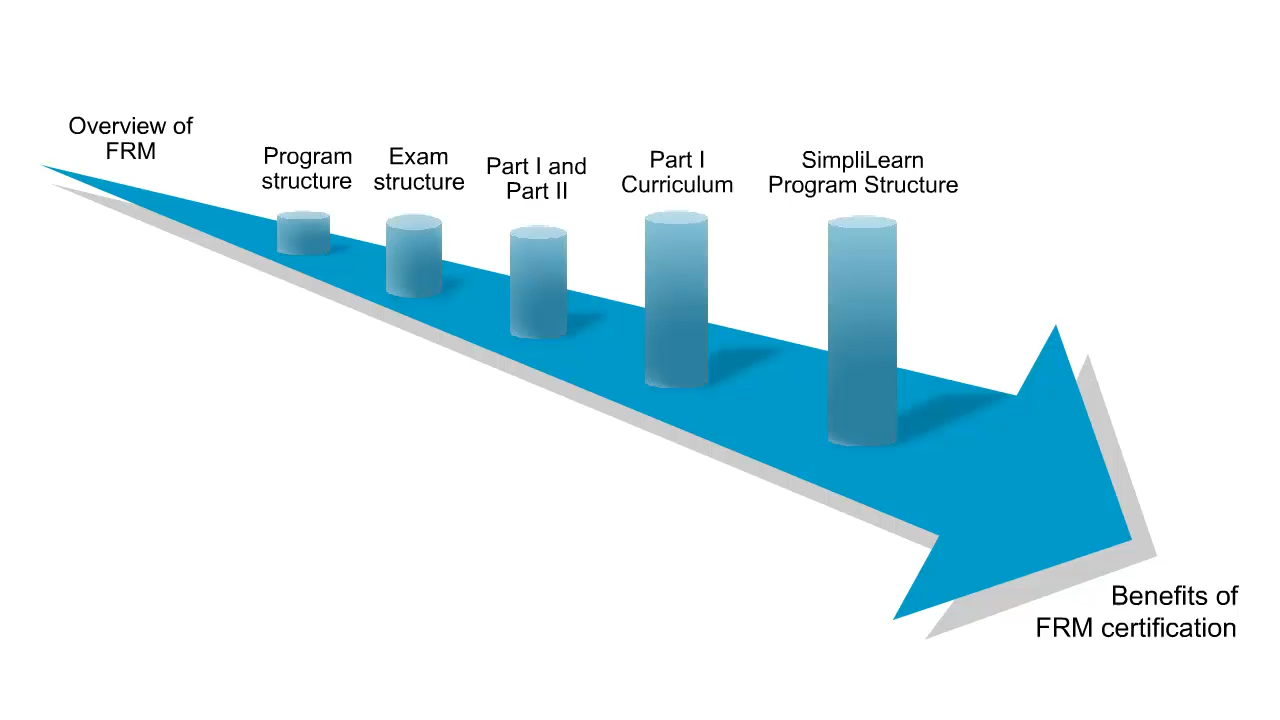 Overview of
FRM
Program
structure
Exam
structure
Part I and
Part II
Part I
Curriculum
SimpliLearn
Program Structure
Benefits of
FRM certification